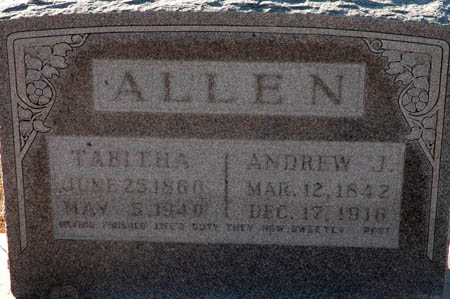 ALLEN
TABITHA
JUNE 25, 1860
MAY 5, 1940
ANDREW J.
MAR. 12, 1842
DEC. 17, 1916
HAVING FINISHED LIFE'S DUTY THEY NOW SWEETLY REST